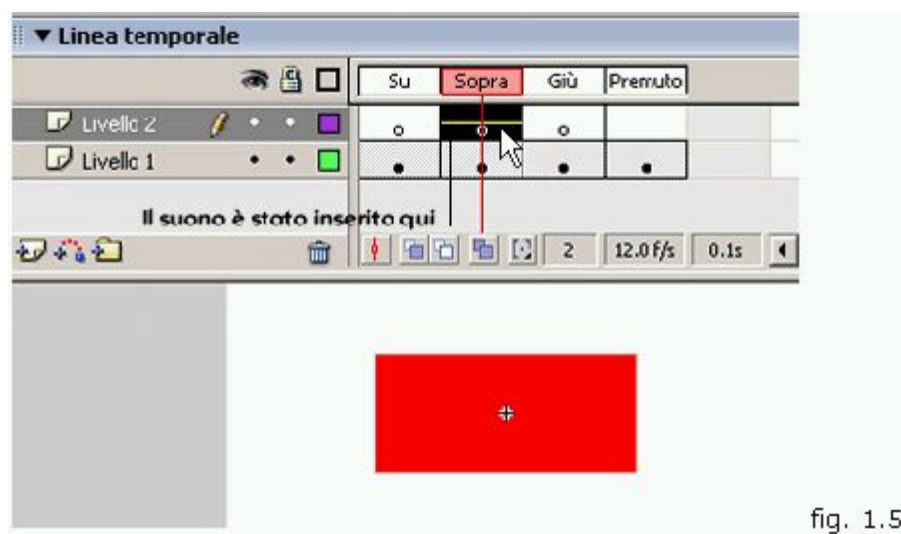 Linea temporale
Su Sopra Giù Premuto
Livello 2
Livello 1
Il suono è stato inserito qui
2 12.0 f/s 0.1s
fig. 1.5